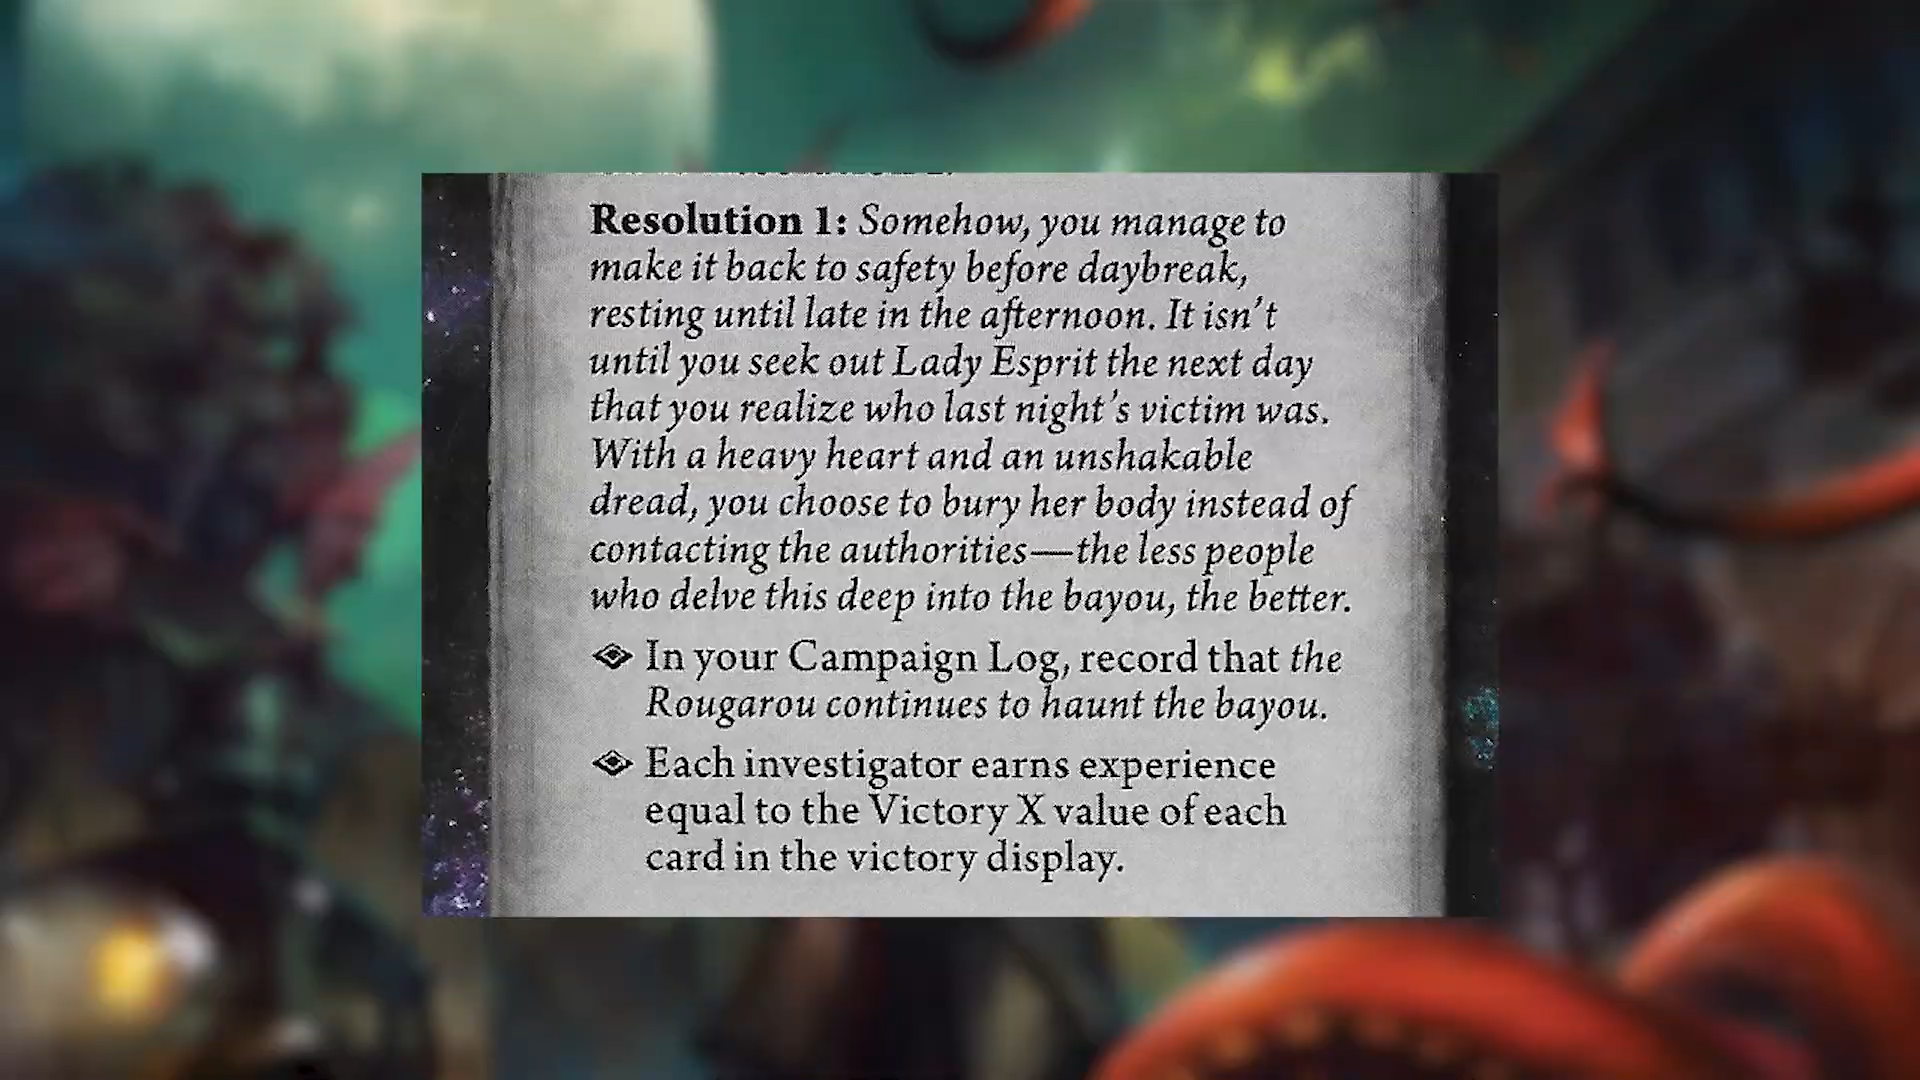 Resolution 1: Somehow, you manage to
make it back to safety before daybreak,
resting until late in the afternoon. It isn't
until you seek out Lady Esprit the next day
that you realize who last night's victim was.
With a heavy heart and an unshakable
dread, you choose to bury her body instead of
contacting the authorities—the less people
who delve this deep into the bayou, the better.
In your Campaign Log, record that the
Rougarou continues to haunt the bayou.
Each investigator earns experience
equal to the Victory X value of each
card in the victory display.